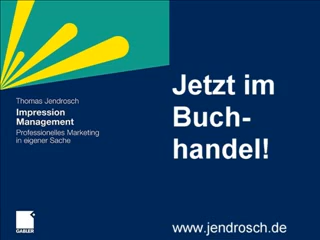 Thomas Jendrosch
Impression
Management
Professionelles Marketing
in eigener Sache
GABLER
Jetzt im
Buch-
handel!
www.jendrosch.de